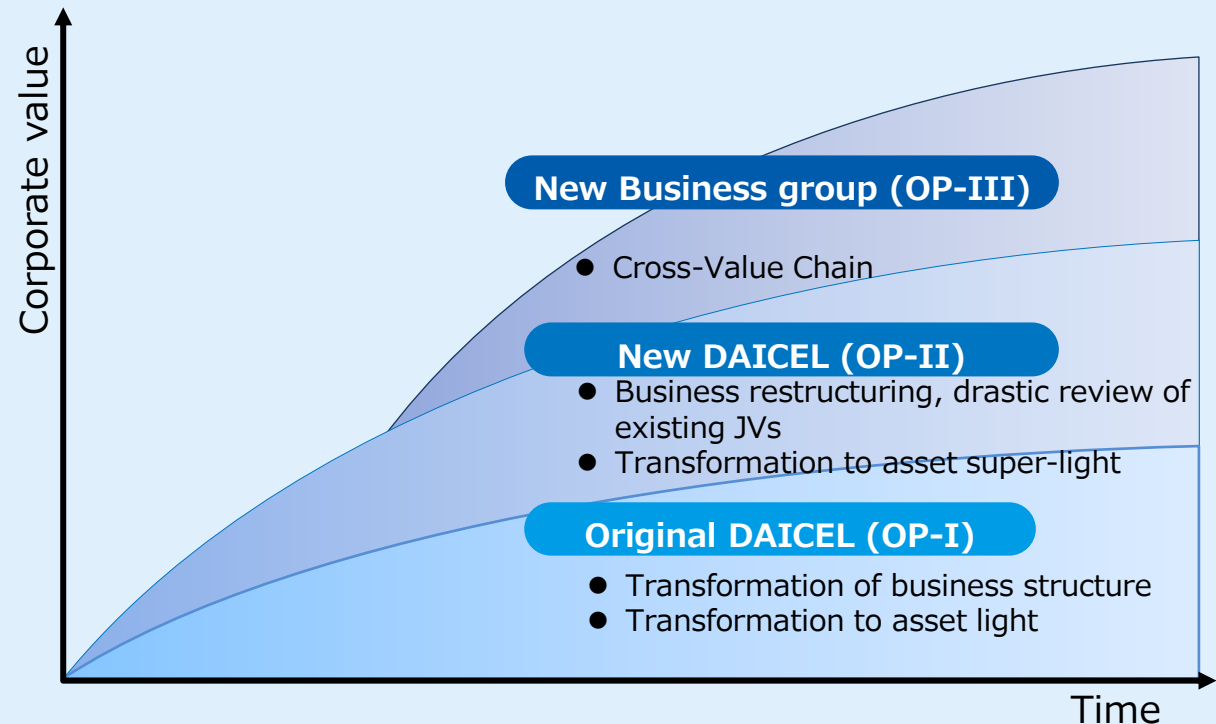 Corporate value
New Business group (OP-III)
● Cross-Value Chain
New DAICEL (OP-II)
● Business restructuring, drastic review of
existing JVs
● Transformation to asset super-light
Original DAICEL (OP-I)
● Transformation of business structure
● Transformation to asset light
Time